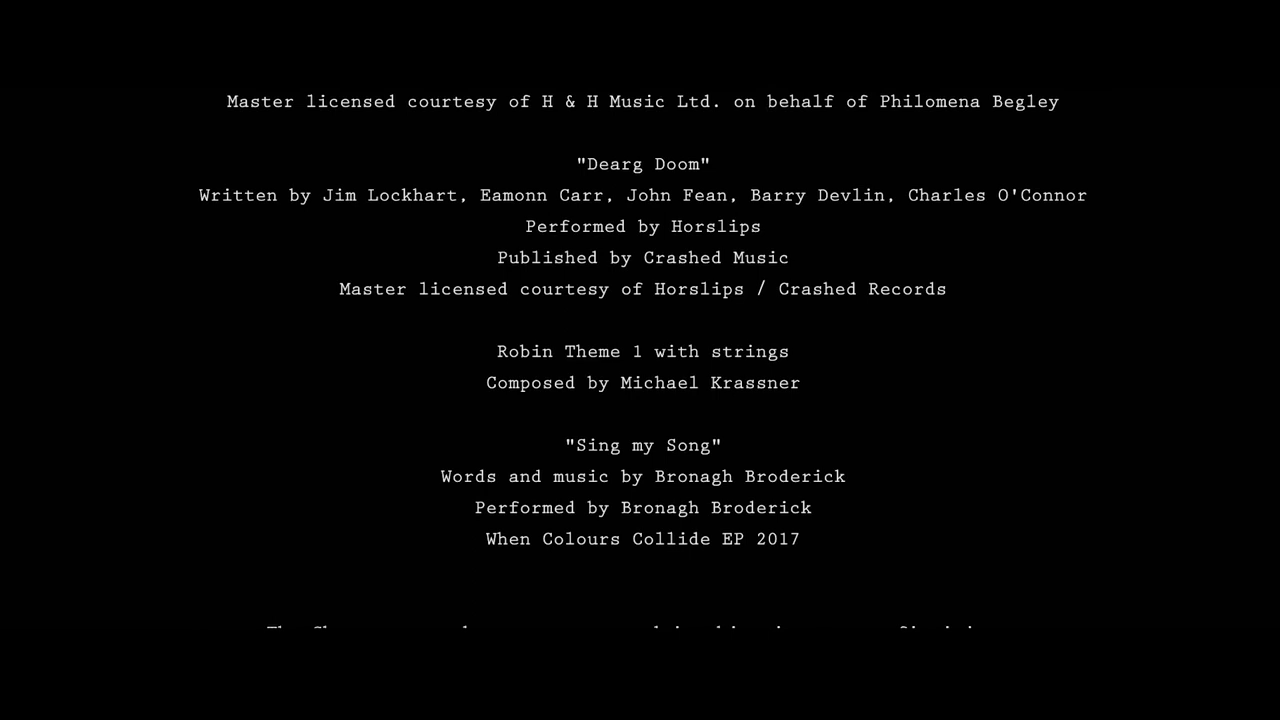 Master licensed courtesy of H & H Music Ltd. on behalf of Philomena Begley
"Dearg Doom"
Written by Jim Lockhart, Eamonn Carr, John Fean, Barry Devlin, Charles O'Connor
Performed by Horslips
Published by Crashed Music
Master licensed courtesy of Horslips / Crashed Records
Robin Theme 1 with strings
Composed by Michael Krassner
"Sing my Song"
Words and music by Bronagh Broderick
Performed by Bronagh Broderick
When Colours Collide EP 2017